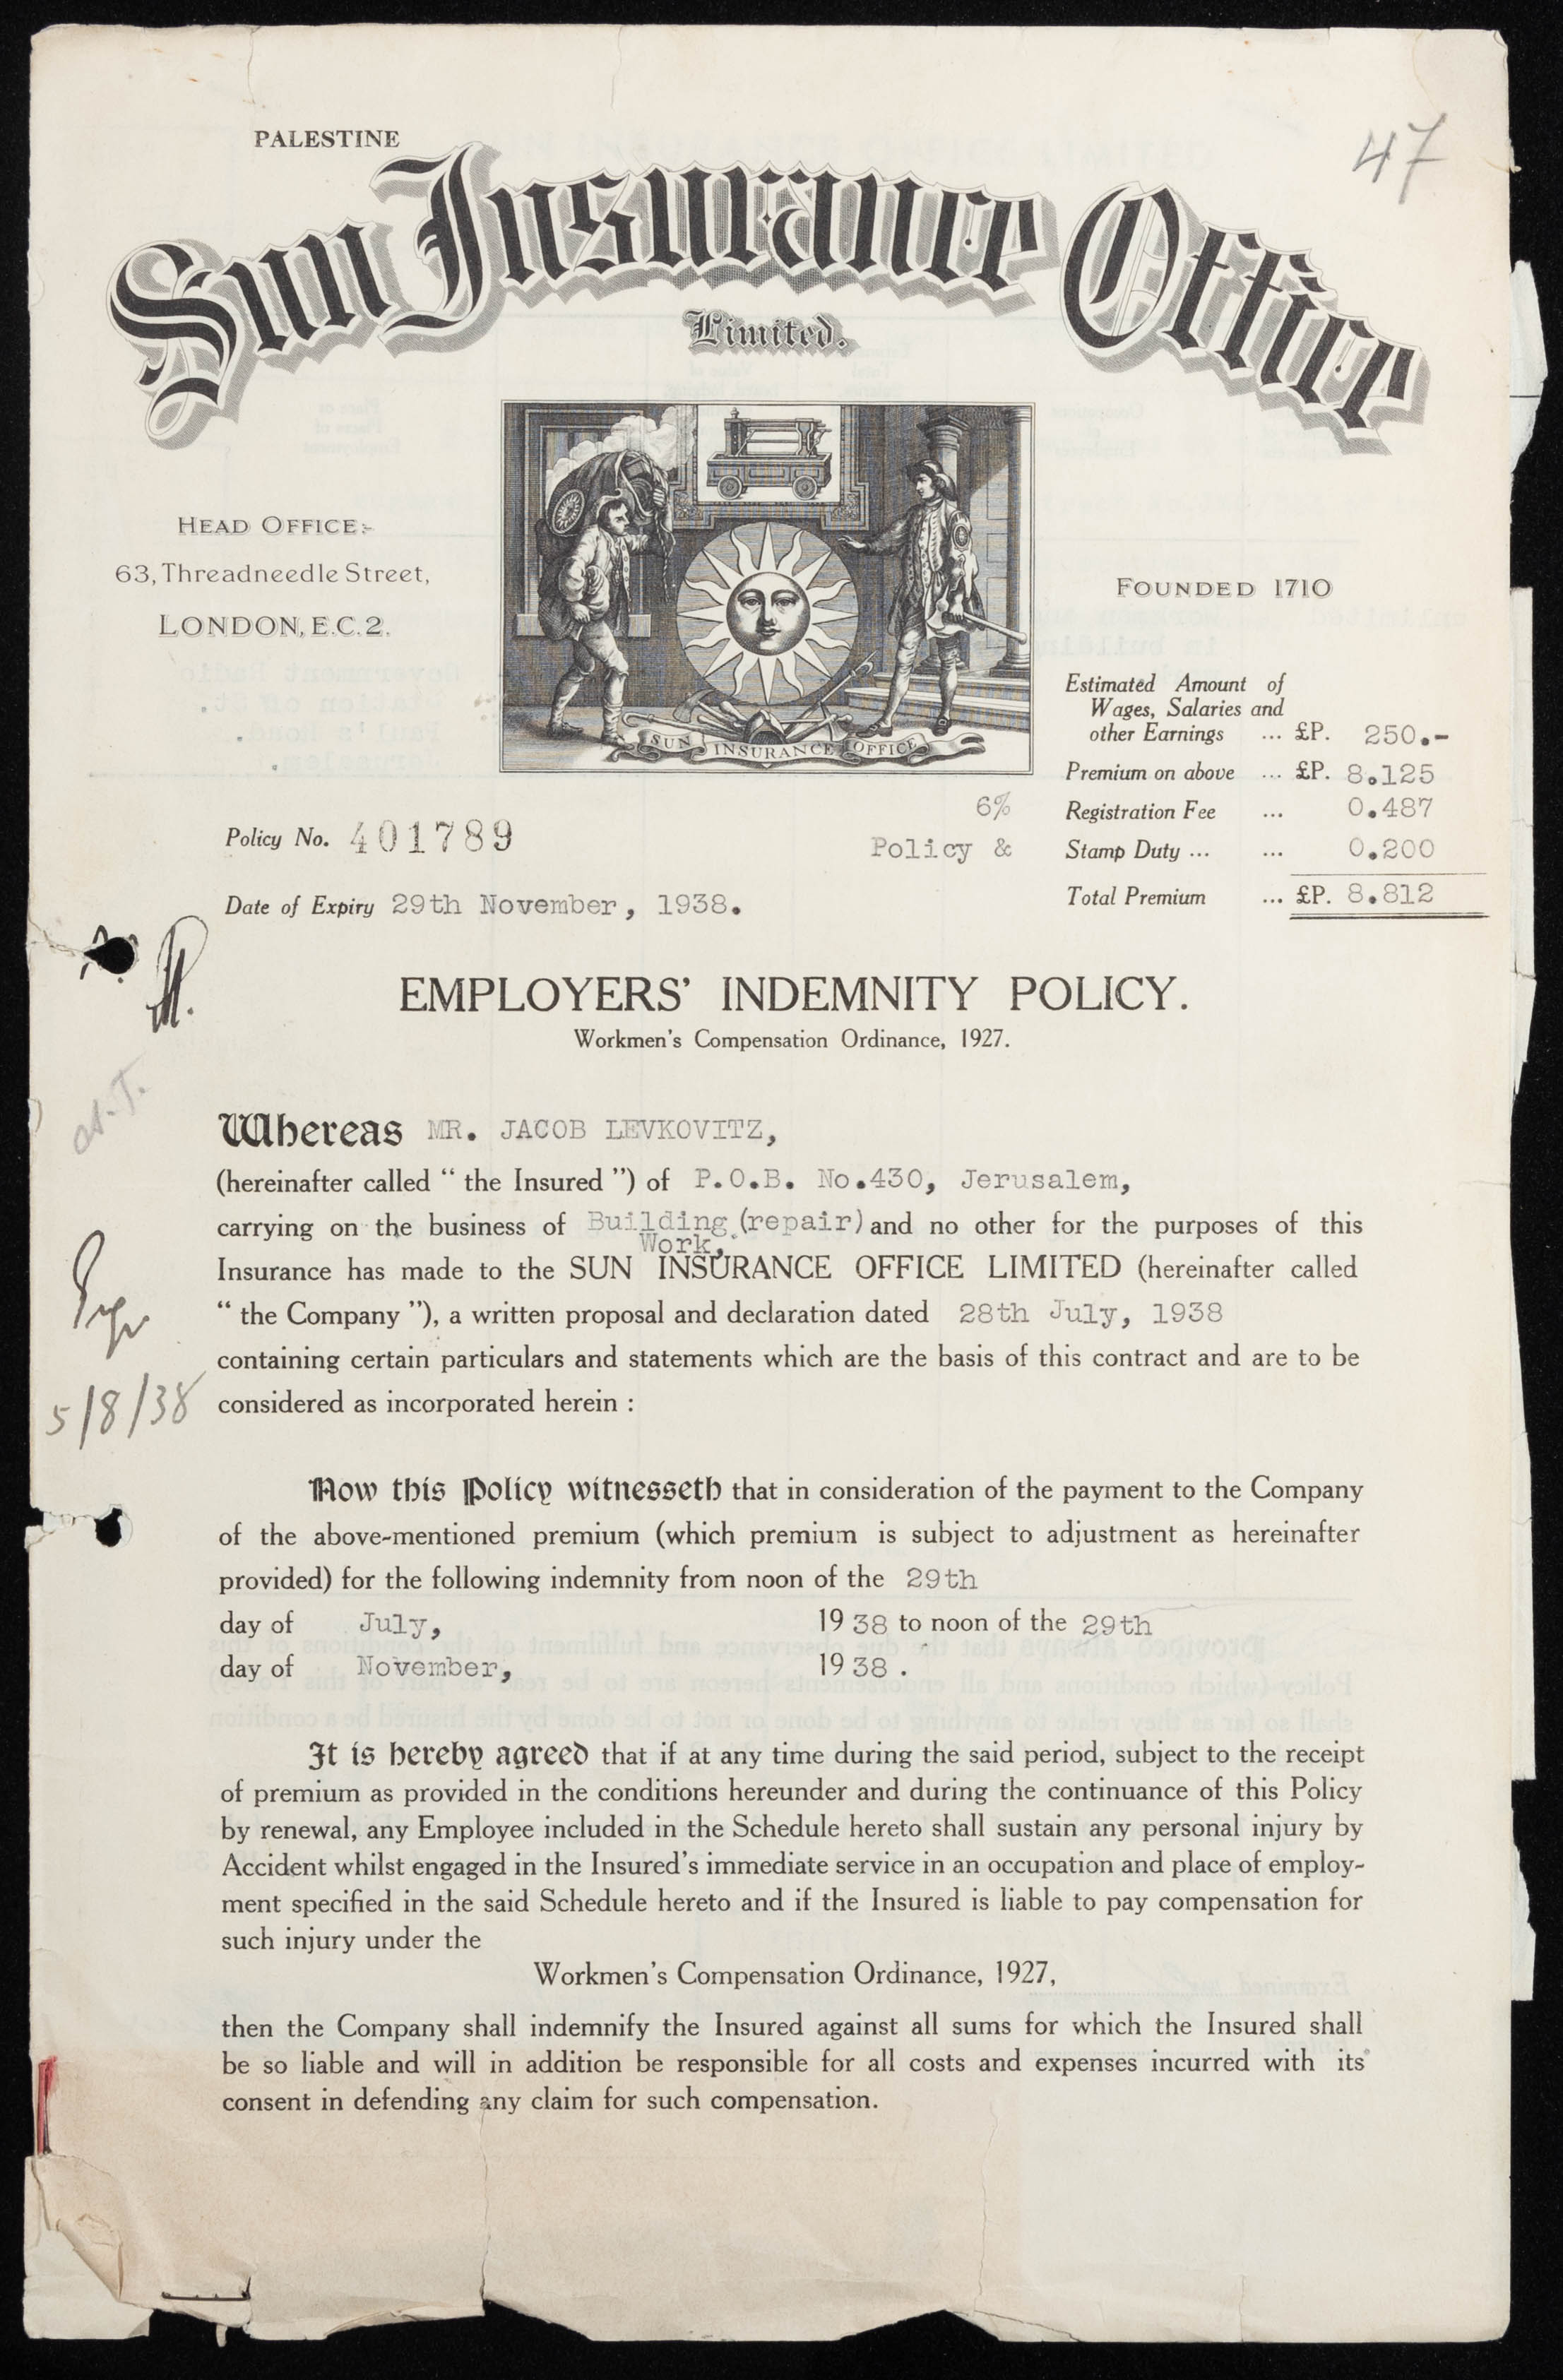 PALESTINE
47
Sun Insurance Office
Limited.
HEAD OFFICE:-
63, Threadneedle Street,
LONDON, E.C.2.
FOUNDED 1710
SUN INSURANCE OFFICE
Estimated Amount of
Wages, Salaries and
other Earnings ... £P. 250.-
Premium on above ... £P. 8.125
6% Registration Fee ... 0.487
Policy & Stamp Duty ... ... 0.200
Total Premium ... £P. 8.812
Policy No. 401789
Date of Expiry 29th November, 1938.
EMPLOYERS' INDEMNITY POLICY.
Workmen's Compensation Ordinance, 1927.
Whereas MR. JACOB LEVKOVITZ,
(hereinafter called “ the Insured ”) of P.O.B. No.430, Jerusalem,
carrying on the business of Building (repair) and no other for the purposes of this
Work,
Insurance has made to the SUN INSURANCE OFFICE LIMITED (hereinafter called
“ the Company ”), a written proposal and declaration dated 28th July, 1938
containing certain particulars and statements which are the basis of this contract and are to be
5/8/38
considered as incorporated herein :
Now this Policy witnesseth that in consideration of the payment to the Company
of the above-mentioned premium (which premium is subject to adjustment as hereinafter
provided) for the following indemnity from noon of the 29th
day of July, 19 38 to noon of the 29th
day of November, 19 38 .
It is hereby agreed that if at any time during the said period, subject to the receipt
of premium as provided in the conditions hereunder and during the continuance of this Policy
by renewal, any Employee included in the Schedule hereto shall sustain any personal injury by
Accident whilst engaged in the Insured's immediate service in an occupation and place of employ-
ment specified in the said Schedule hereto and if the Insured is liable to pay compensation for
such injury under the
Workmen's Compensation Ordinance, 1927,
then the Company shall indemnify the Insured against all sums for which the Insured shall
be so liable and will in addition be responsible for all costs and expenses incurred with its
consent in defending any claim for such compensation.